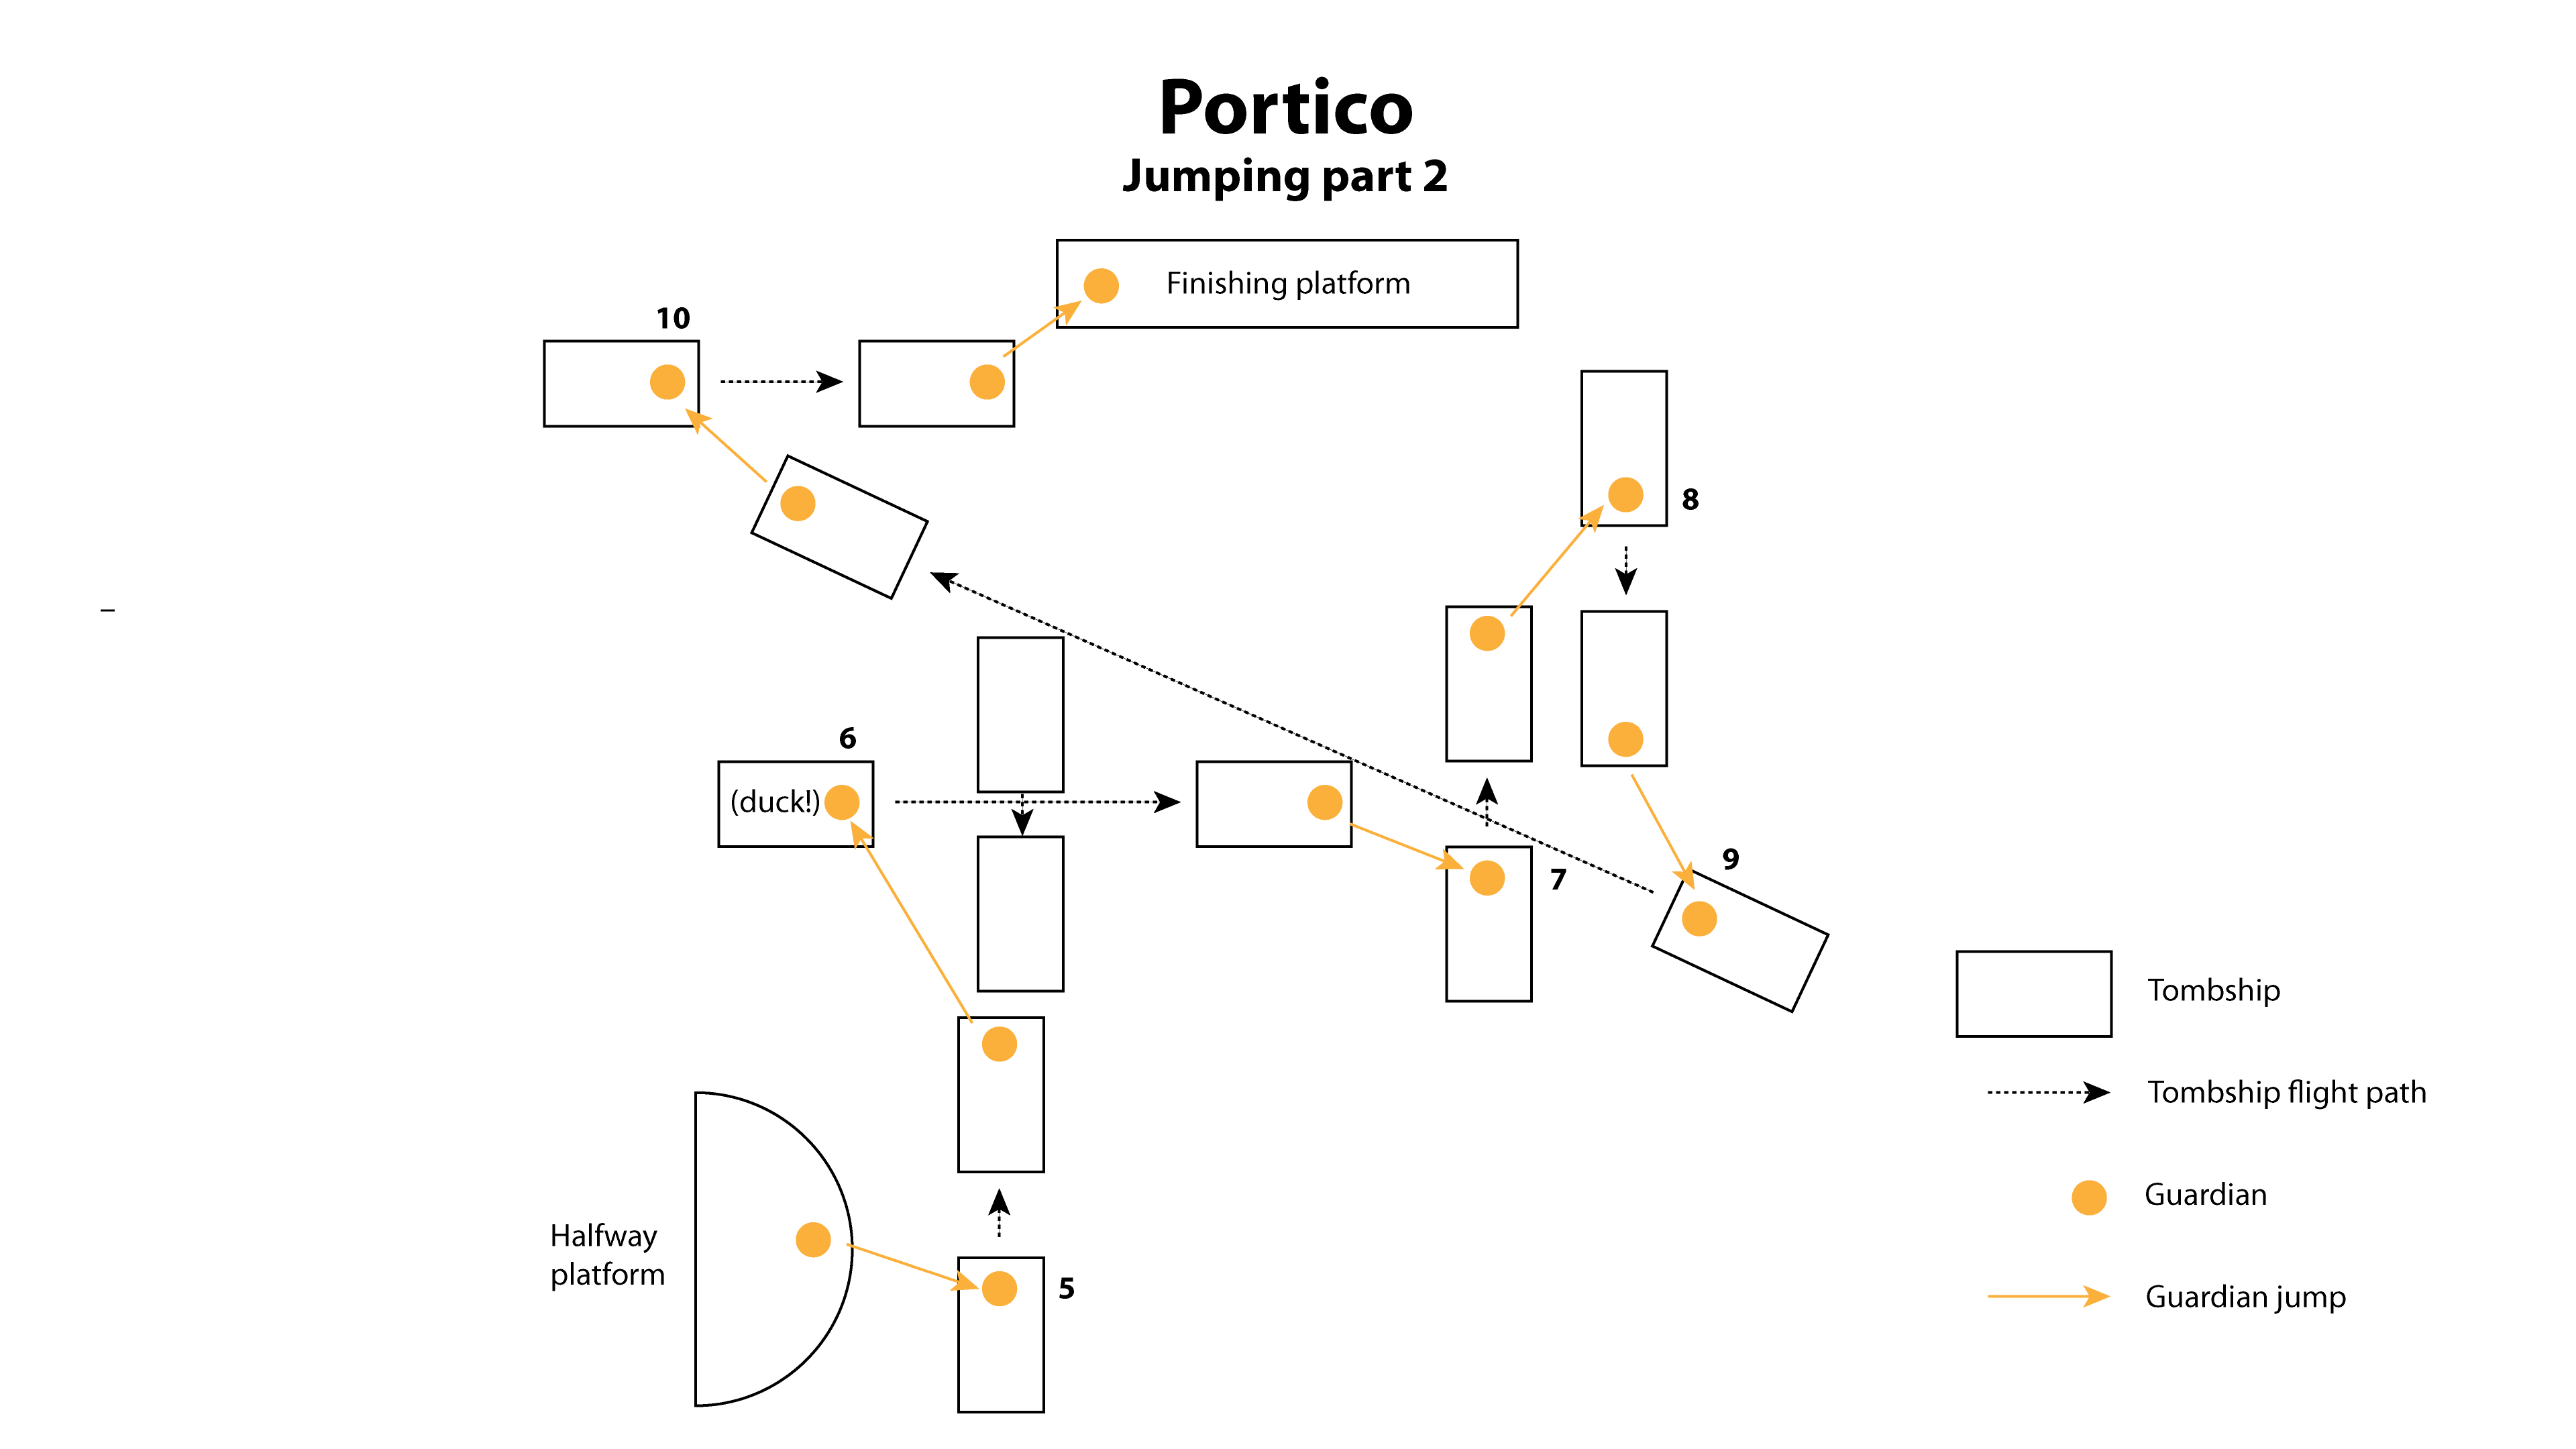 Portico
Jumping part 2
Finishing platform
10
8
–
6
(duck!)
9
7
Tombship
Tombship flight path
Guardian
Halfway
platform
5
Guardian jump